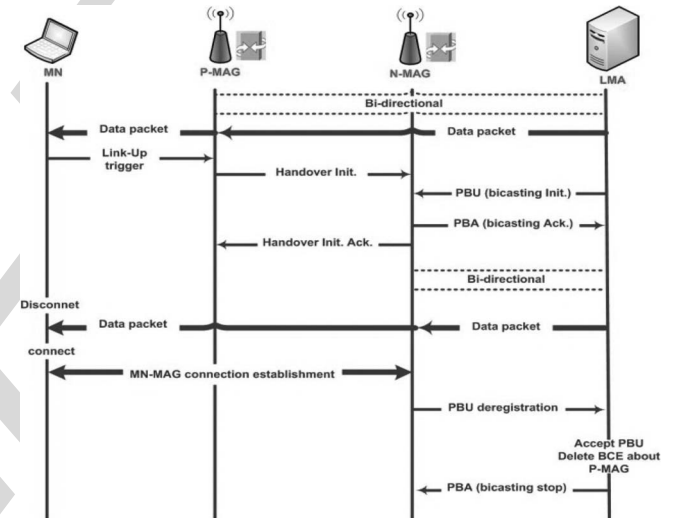 MN
P-MAG
N-MAG
LMA
Bi-directional
Data packet
Data packet
Link-Up
trigger
Handover Init.
PBU (bicasting Init.)
PBA (bicasting Ack.)
Handover Init. Ack.
Bi-directional
Disconnet
Data packet
Data packet
connect
MN-MAG connection establishment
PBU deregistration
Accept PBU
Delete BCE about
P-MAG
PBA (bicasting stop)